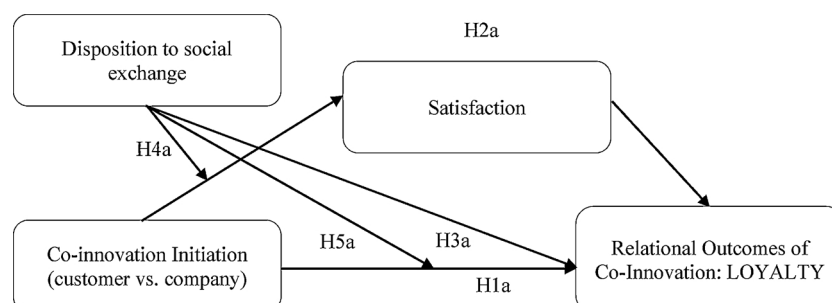 H2a
Disposition to social
exchange
Satisfaction
H4a
H5a
H3a
Co-innovation Initiation
(customer vs. company)
H1a
Relational Outcomes of
Co-Innovation: LOYALTY